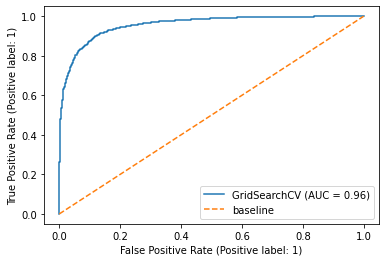 True Positive Rate (Positive label: 1)
1.0
0.8
0.6
0.4
0.2
0.0
GridSearchCV (AUC = 0.96)
baseline
0.0 0.2 0.4 0.6 0.8 1.0
False Positive Rate (Positive label: 1)